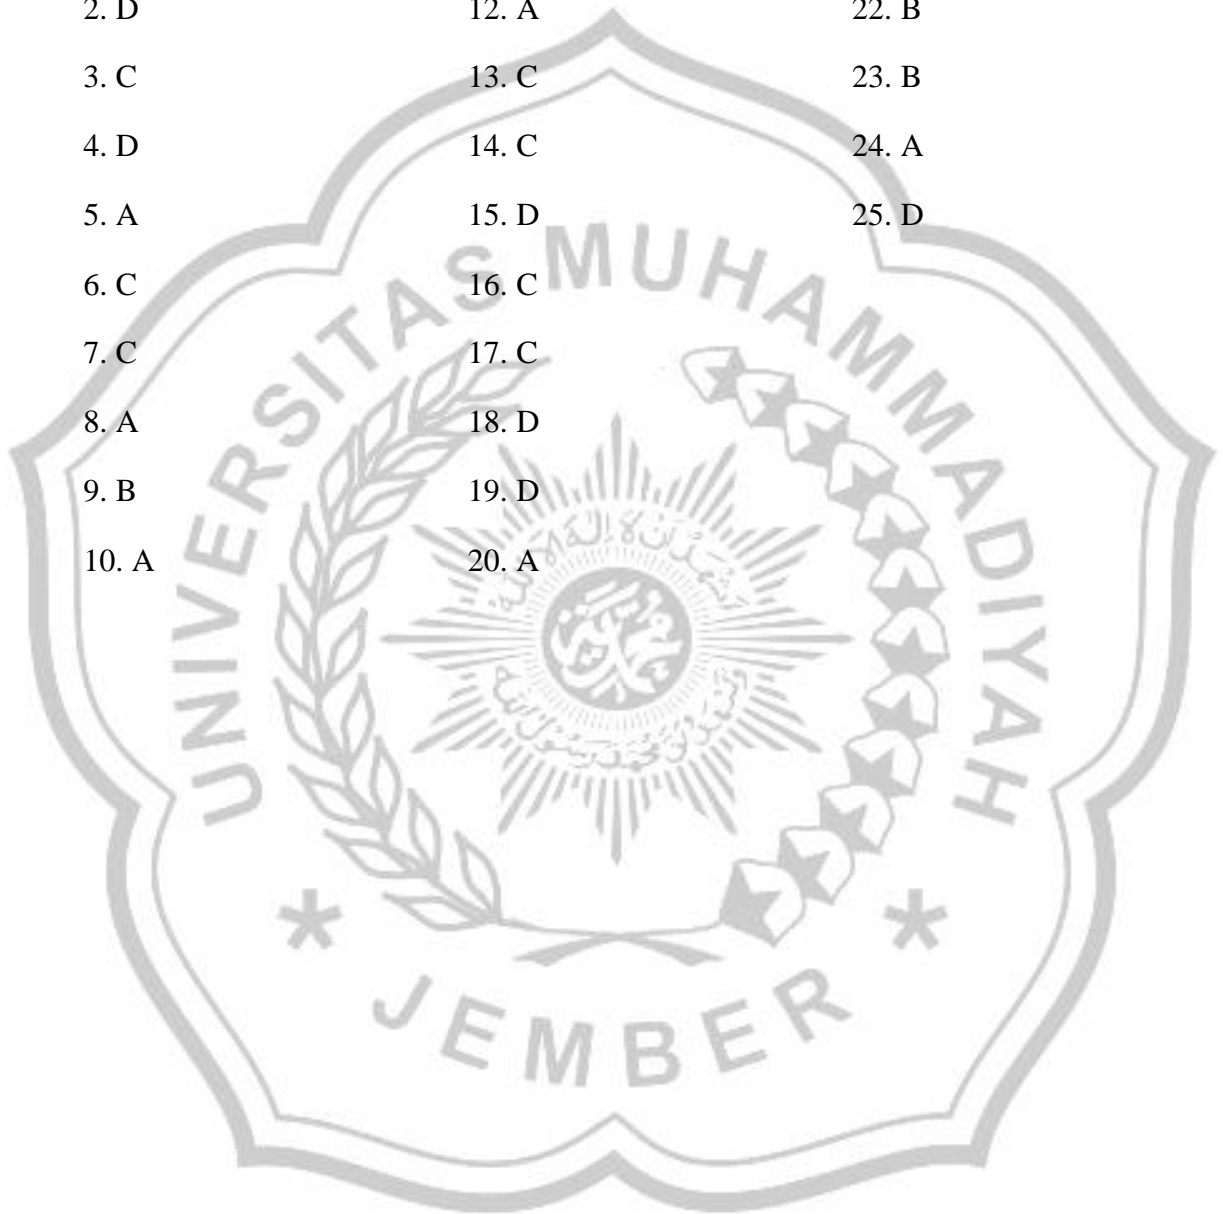 2. D
3. C
4. D
5. A
6. C
7. C
8. A
9. B
10. A
12. A
13. C
14. C
15. D
16. C
17. C
18. D
19. D
20. A
22. B
23. B
24. A
25. D
UNIVERSITAS MUHAMMADIYAH
* JEMBER *